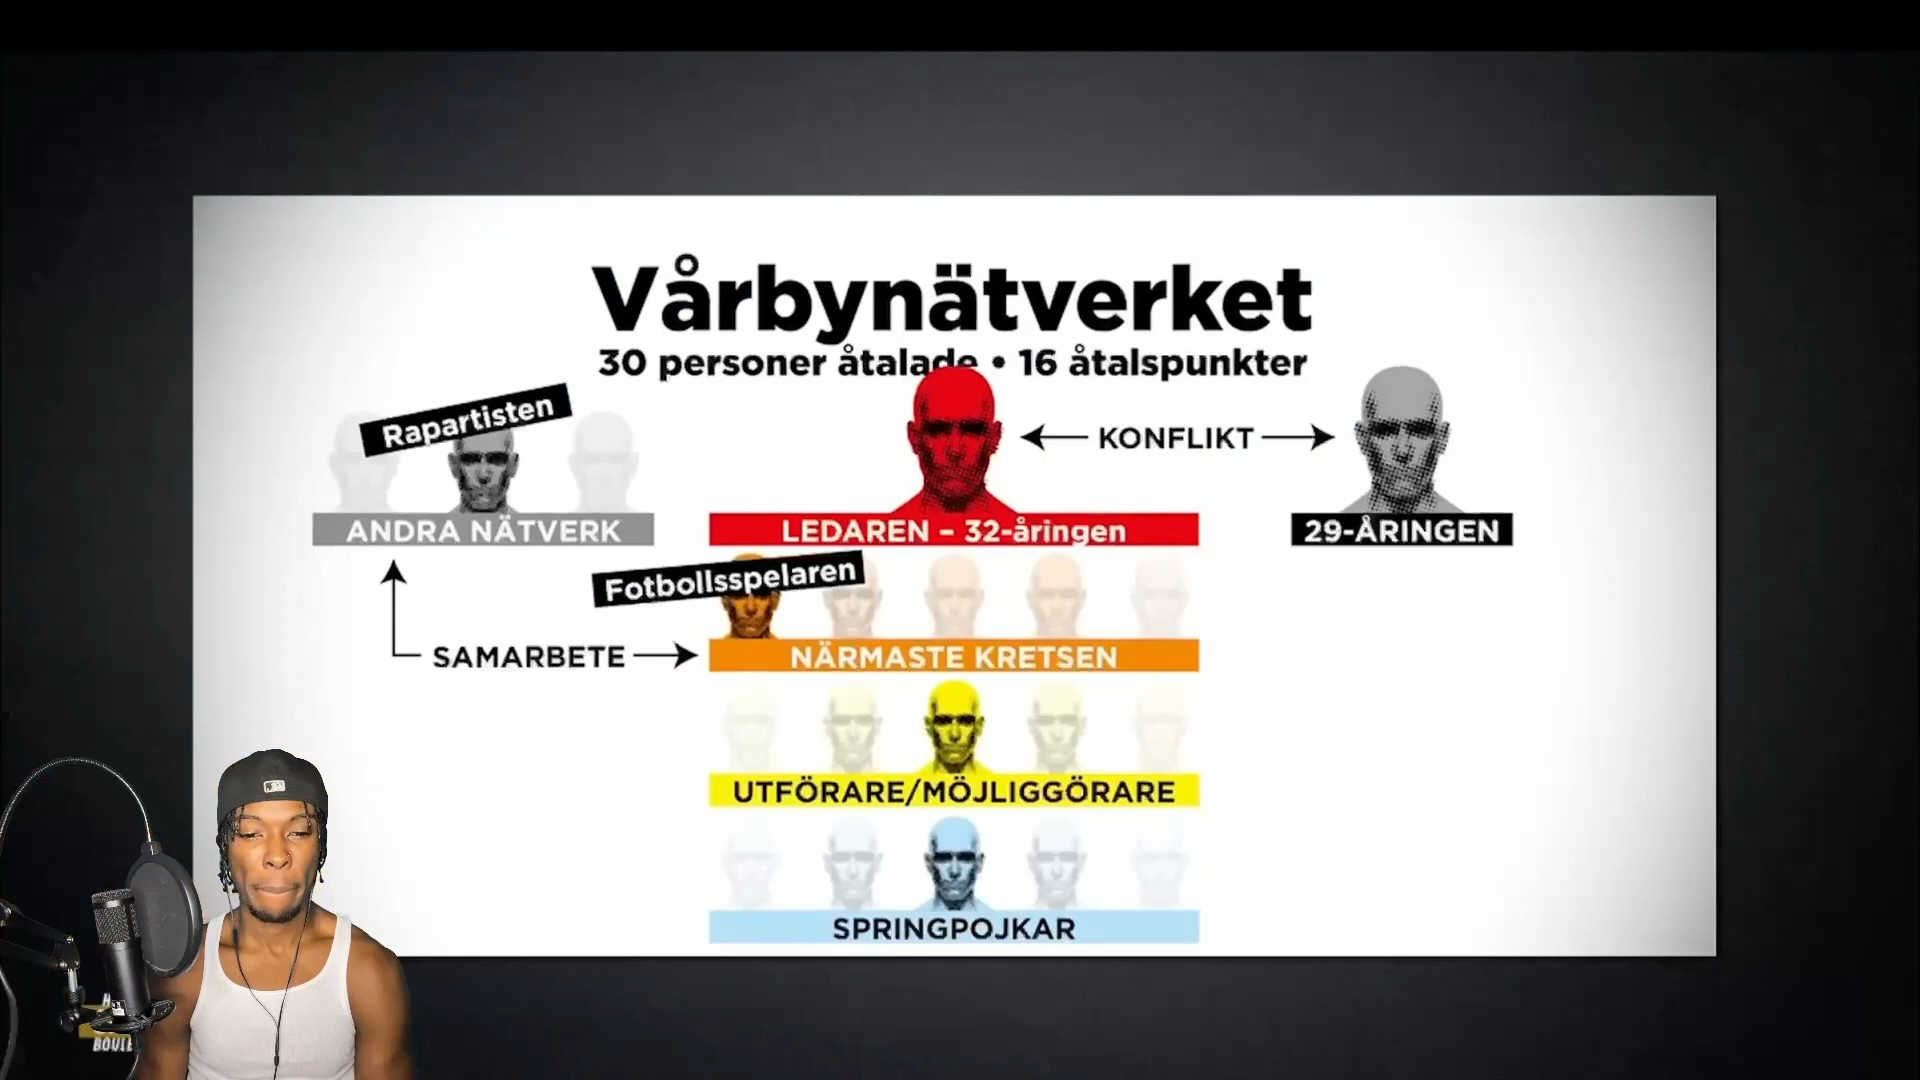 Vårbynätverket
30 personer åtalade • 16 åtalspunkter
Rapartisten
KONFLIKT
ANDRA NÄTVERK
LEDAREN – 32-åringen
29-ÅRINGEN
Fotbollsspelaren
SAMARBETE
NÄRMASTE KRETSEN
UTFÖRARE/MÖJLIGGÖRARE
SPRINGPOJKAR